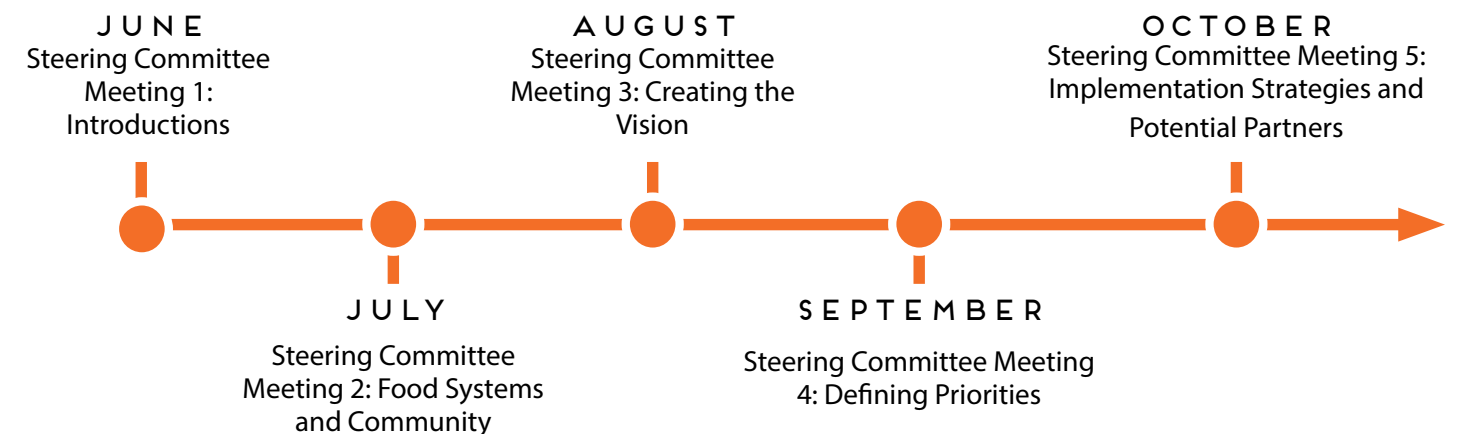 JUNE
Steering Committee
Meeting 1:
Introductions
JULY
Steering Committee
Meeting 2: Food Systems
and Community
AUGUST
Steering Committee
Meeting 3: Creating the
Vision
SEPTEMBER
Steering Committee Meeting
4: Defining Priorities
OCTOBER
Steering Committee Meeting 5:
Implementation Strategies and
Potential Partners